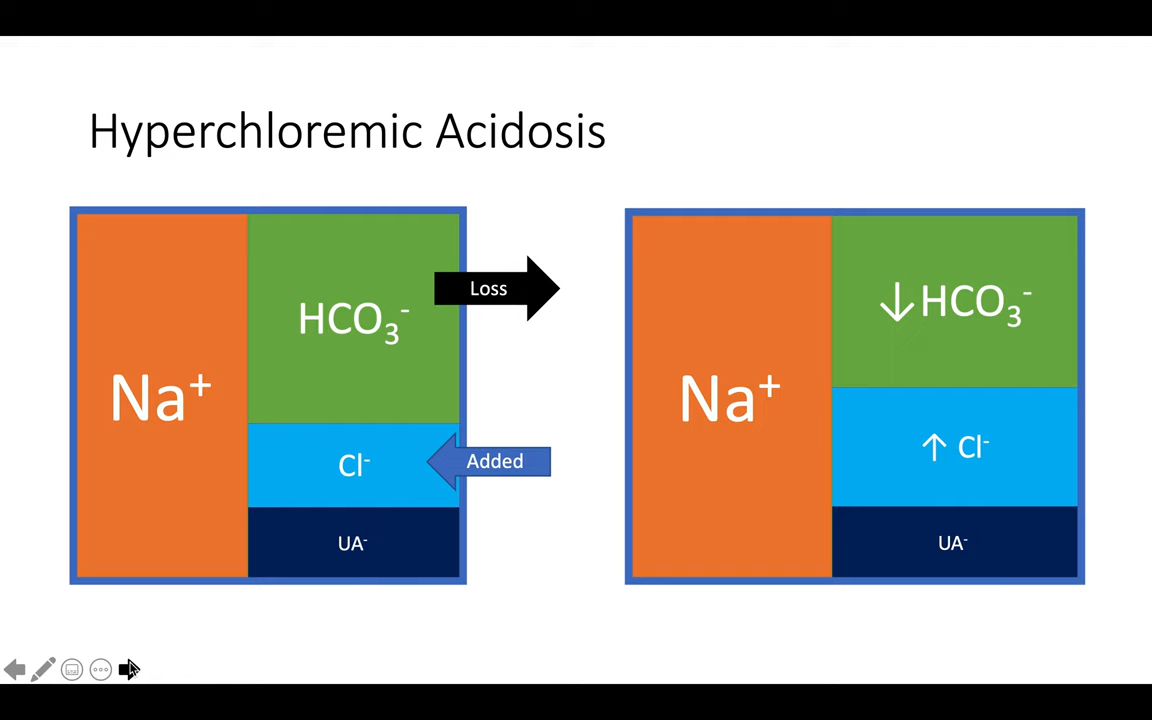 Hyperchloremic Acidosis
Na⁺
HCO₃⁻
Loss
Cl⁻
Added
UA⁻
Na⁺
↓HCO₃⁻
↑ Cl⁻
UA⁻